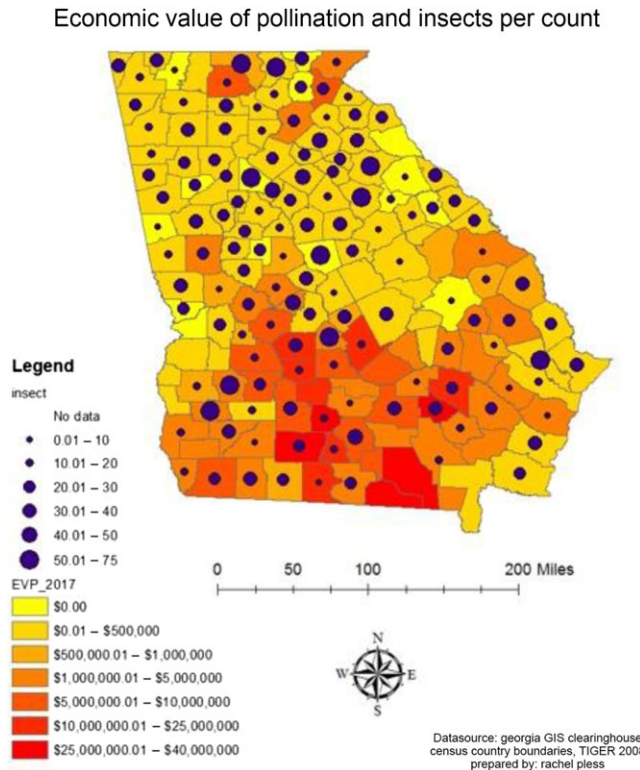 Economic value of pollination and insects per count
Legend
insect
No data
0.01 – 10
10.01 – 20
20.01 – 30
30.01 – 40
40.01 – 50
50.01 – 75
EVP_2017
$0.00
$0.01 – $500,000
$500,000.01 – $1,000,000
$1,000,000.01 – $5,000,000
$5,000,000.01 – $10,000,000
$10,000,000.01 – $25,000,000
$25,000,000.01 – $40,000,000
0 50 100 200 Miles
N
W E
S
Datasource: georgia GIS clearinghouse
census country boundaries, TIGER 2008
prepared by: rachel pless